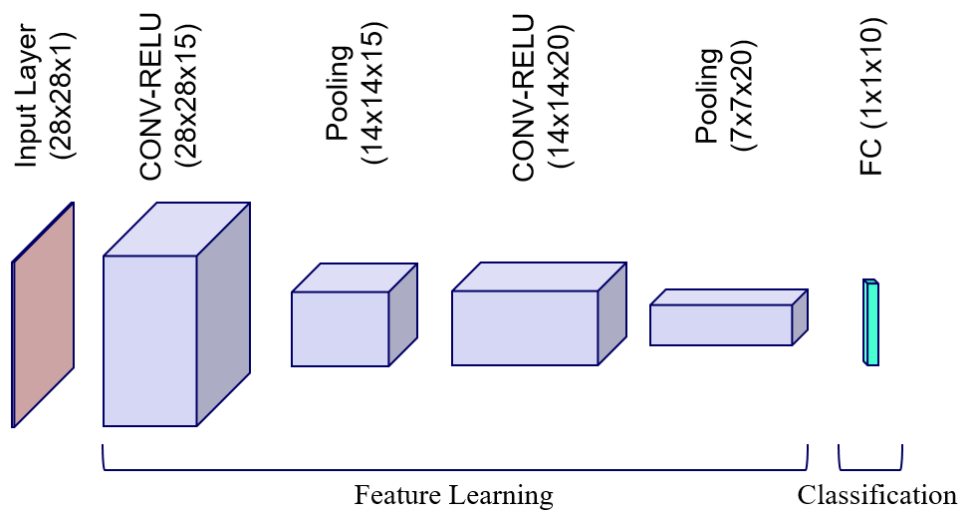 Input Layer
(28x28x1)
CONV-RELU
(28x28x15)
Pooling
(14x14x15)
CONV-RELU
(14x14x20)
Pooling
(7x7x20)
FC (1x1x10)
Feature Learning
Classification